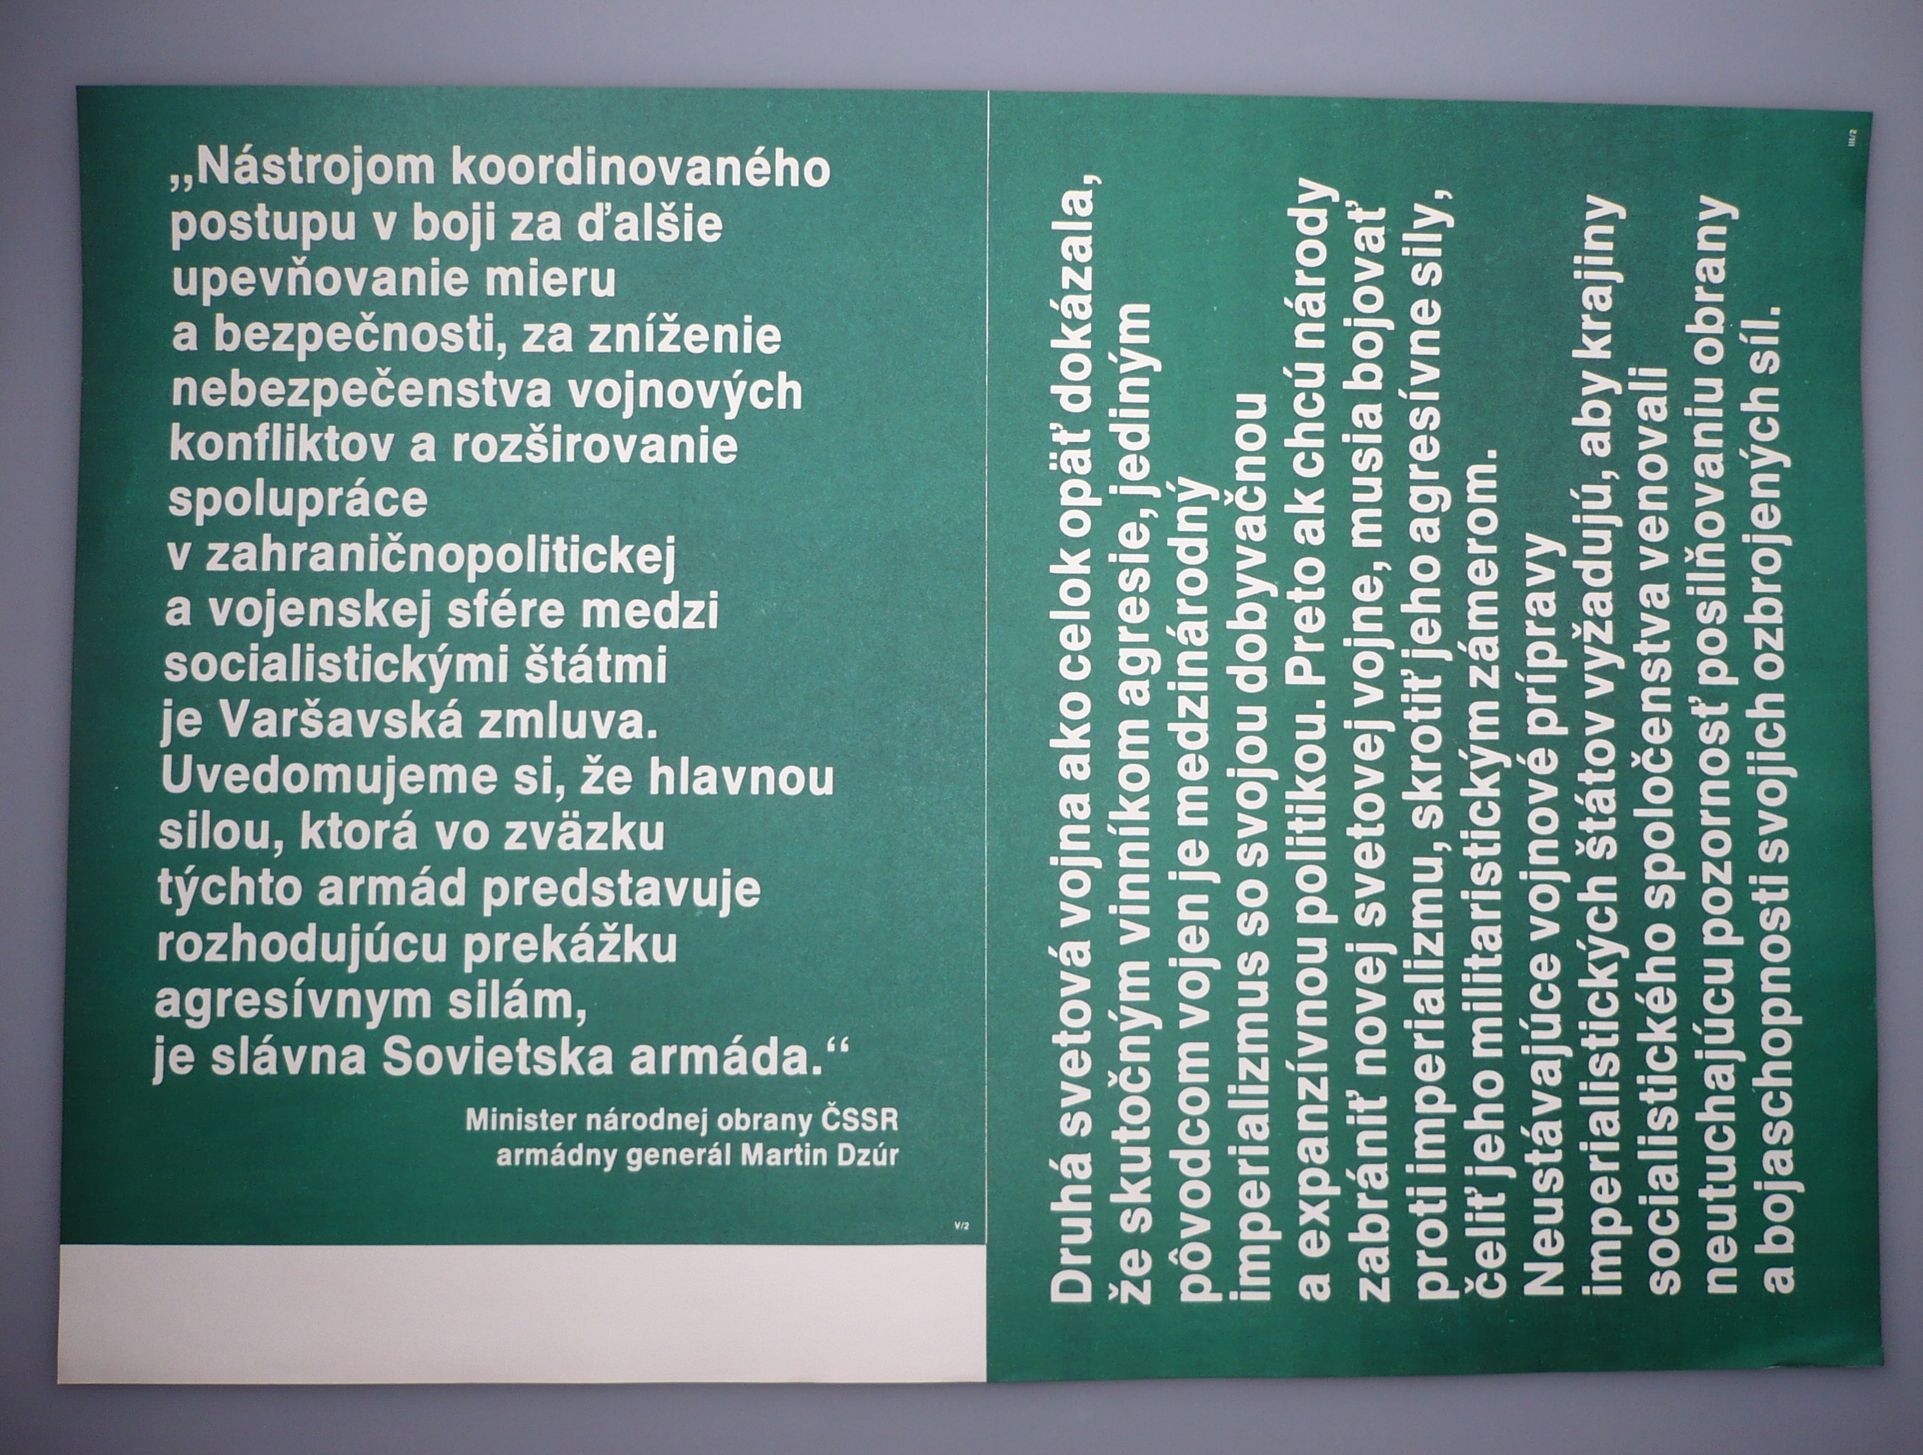 „Nástrojom koordinovaného
postupu v boji za ďalšie
upevňovanie mieru
a bezpečnosti, za zníženie
nebezpečenstva vojnových
konfliktov a rozširovanie
spolupráce
v zahraničnopolitickej
a vojenskej sfére medzi
socialistickými štátmi
je Varšavská zmluva.
Uvedomujeme si, že hlavnou
silou, ktorá vo zväzku
týchto armád predstavuje
rozhodujúcu prekážku
agresívnym silám,
je slávna Sovietska armáda.“
Minister národnej obrany ČSSR
armádny generál Martin Dzúr
V/2
Druhá svetová vojna ako celok opäť dokázala,
že skutočným vinníkom agresie, jediným
pôvodcom vojen je medzinárodný
imperializmus so svojou dobyvačnou
a expanzívnou politikou. Preto ak chcú národy
zabrániť novej svetovej vojne, musia bojovať
proti imperializmu, skrotiť jeho agresívne sily,
čeliť jeho militaristickým zámerom.
Neustávajúce vojnové prípravy
imperialistických štátov vyžadujú, aby krajiny
socialistického spoločenstva venovali
neutuchajúcu pozornosť posilňovaniu obrany
a bojaschopnosti svojich ozbrojených síl.
III/2